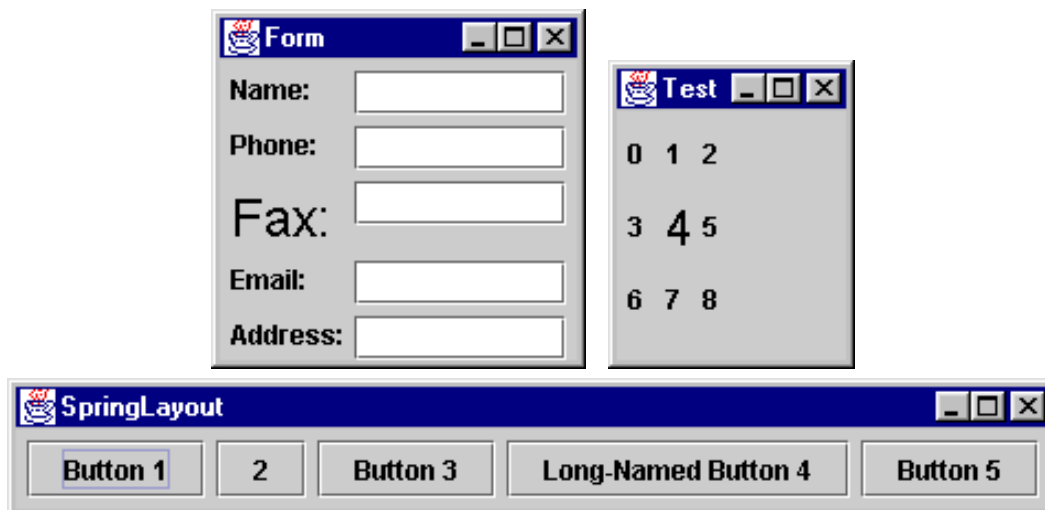 Form
Name:
Phone:
Fax:
Email:
Address:
Test
0 1 2
3 4 5
6 7 8
SpringLayout
Button 1 2 Button 3 Long-Named Button 4 Button 5